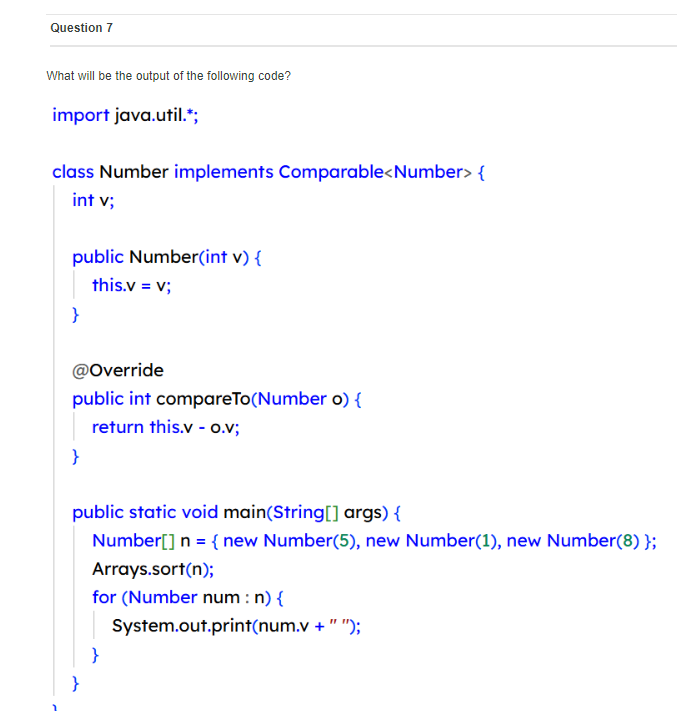 Question 7
What will be the output of the following code?
import java.util.*;
class Number implements Comparable<Number> {
int v;
public Number(int v) {
this.v = v;
}
@Override
public int compareTo(Number o) {
return this.v - o.v;
}
public static void main(String[] args) {
Number[] n = { new Number(5), new Number(1), new Number(8) };
Arrays.sort(n);
for (Number num : n) {
System.out.print(num.v + " ");
}
}
}